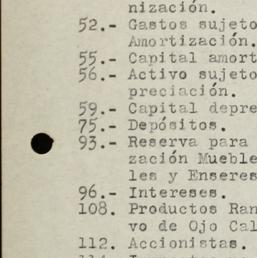 nización.
52.- Gastos sujeto
Amortización.
55.- Capital amort
56.- Activo sujeto
preciación.
59.- Capital depre
75.- Depósitos.
93.- Reserva para
zación Mueble
les y Enseres
96.- Intereses.
108. Productos Ran
vo de Ojo Cal
112. Accionistas.